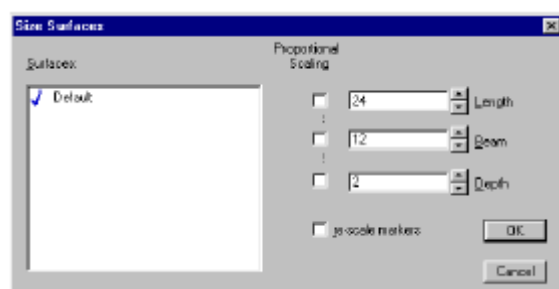 Size Surfaces
Surfaces:
Proportional
Scaling
Default
24
Length
12
Beam
2
Depth
re-scale markers
OK
Cancel